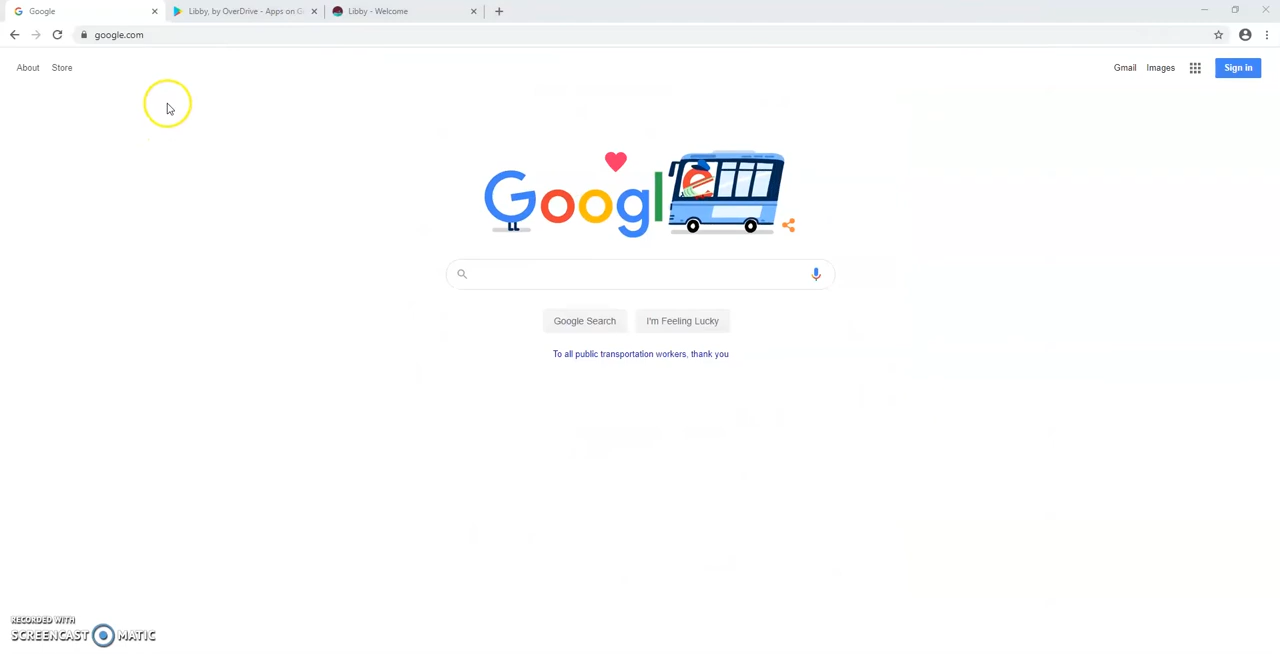 Google
Libby, by OverDrive - Apps on G
Libby - Welcome
google.com
About
Store
Gmail
Images
Sign in
Google
Google Search
I'm Feeling Lucky
To all public transportation workers, thank you
RECORDED WITH
SCREENCAST MATIC